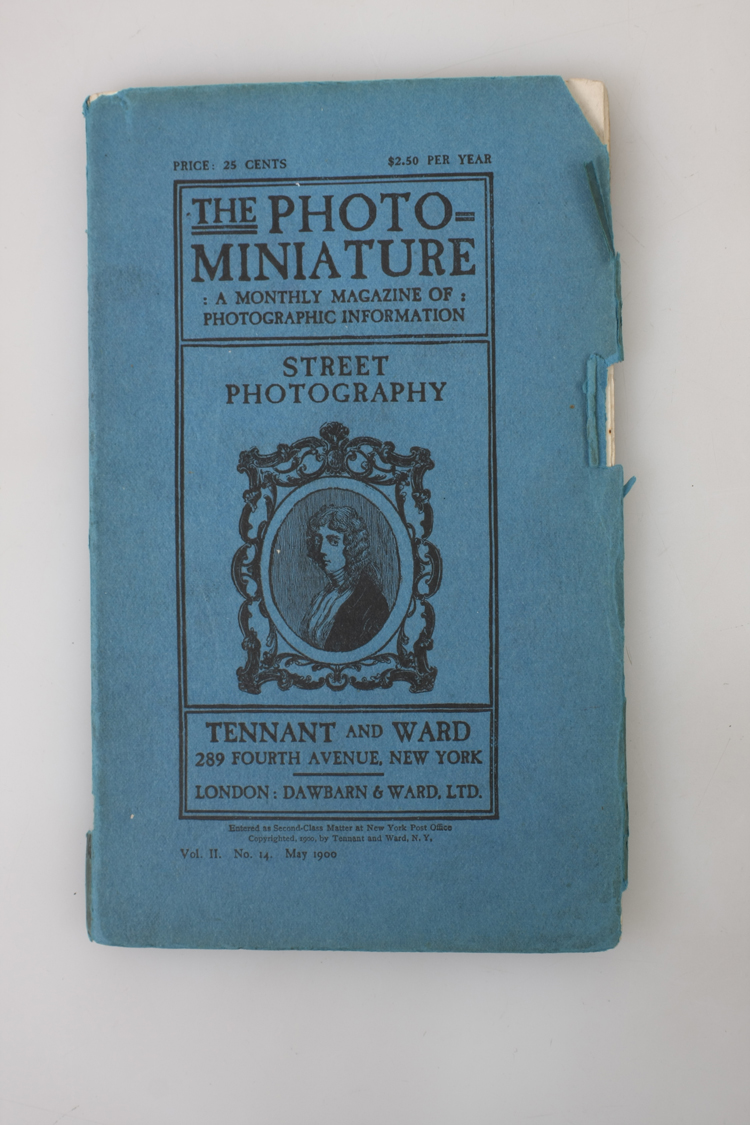 PRICE: 25 CENTS $2.50 PER YEAR
THE PHOTO=
MINIATURE
: A MONTHLY MAGAZINE OF :
PHOTOGRAPHIC INFORMATION
STREET
PHOTOGRAPHY
TENNANT AND WARD
289 FOURTH AVENUE, NEW YORK
LONDON: DAWBARN & WARD, LTD.
Entered as Second-Class Matter at New York Post Office
Copyrighted, 1900, by Tennant and Ward, N. Y.
Vol. II. No. 14. May 1900